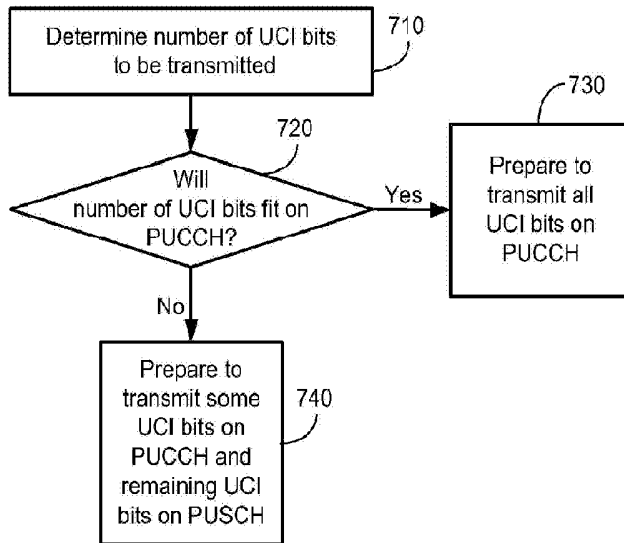 Determine number of UCI bits
to be transmitted
710
720
730
Will
number of UCI bits fit on
PUCCH?
Yes
Prepare to
transmit all
UCI bits on
PUCCH
No
Prepare to
transmit some
UCI bits on
PUCCH and
remaining UCI
bits on PUSCH
740